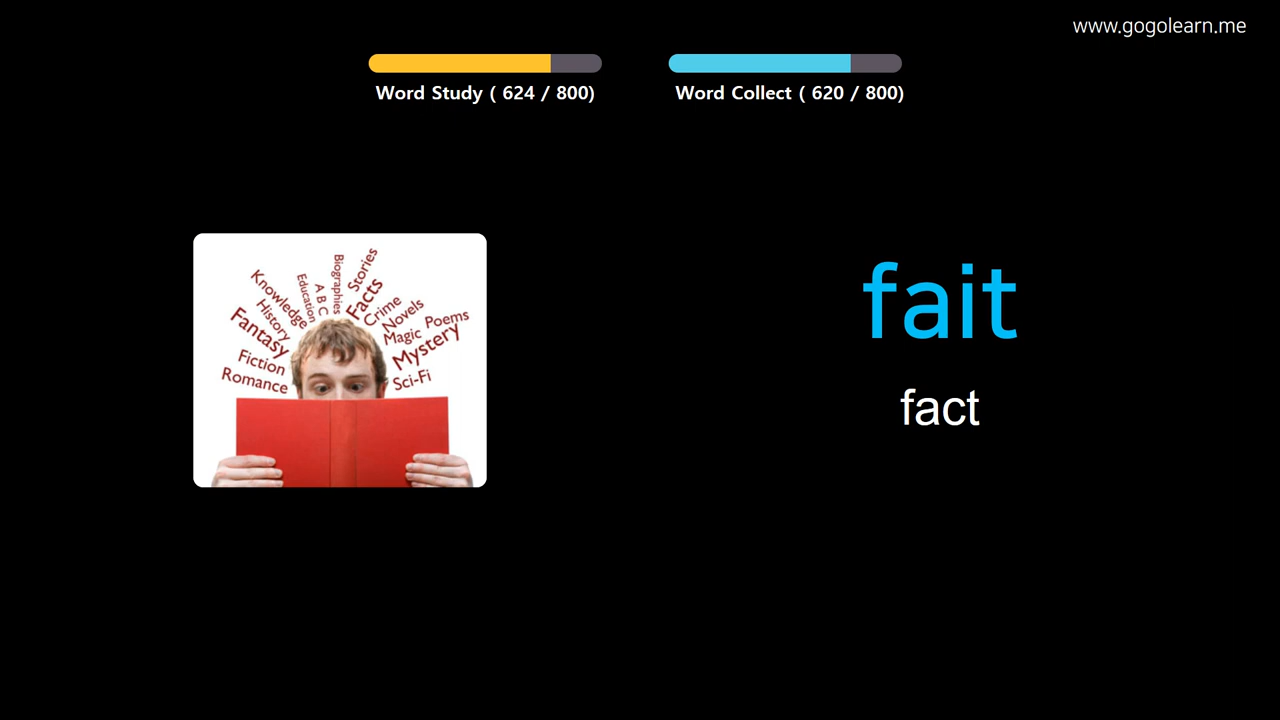 www.gogolearn.me
Word Study ( 624 / 800)
Word Collect ( 620 / 800)
Stories
Biographies
Facts
A B C
Education
Knowledge
Crime
History
Novels
Fantasy
Poems
Magic
Mystery
Fiction
Sci-Fi
Romance
fait
fact